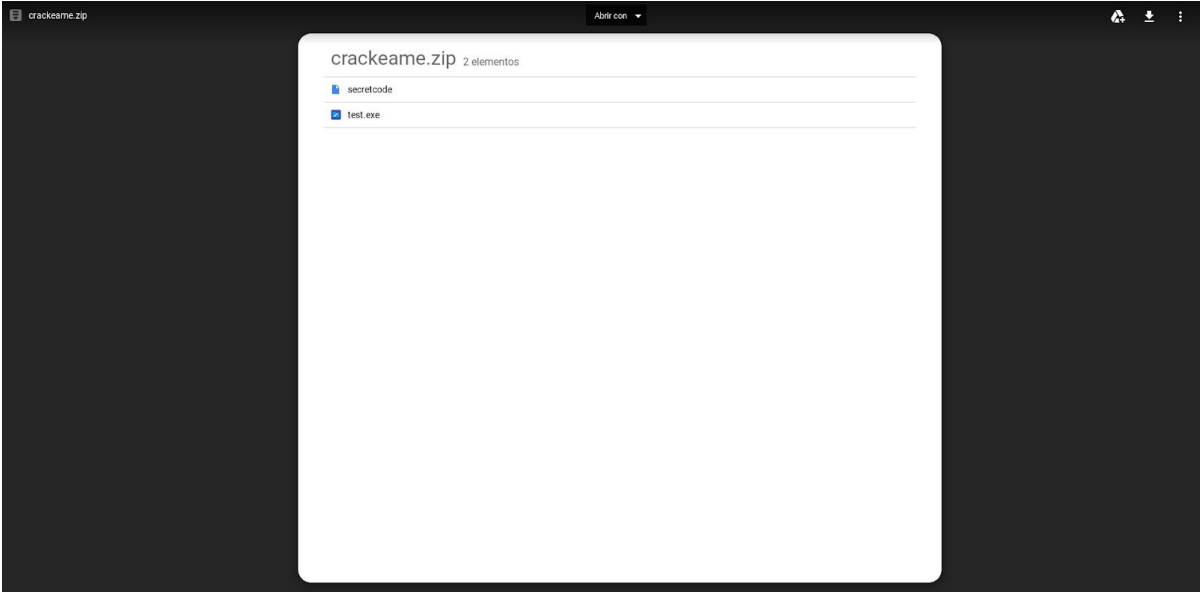 crackeame.zip
Abrir con
crackeame.zip 2 elementos
secretcode
test.exe